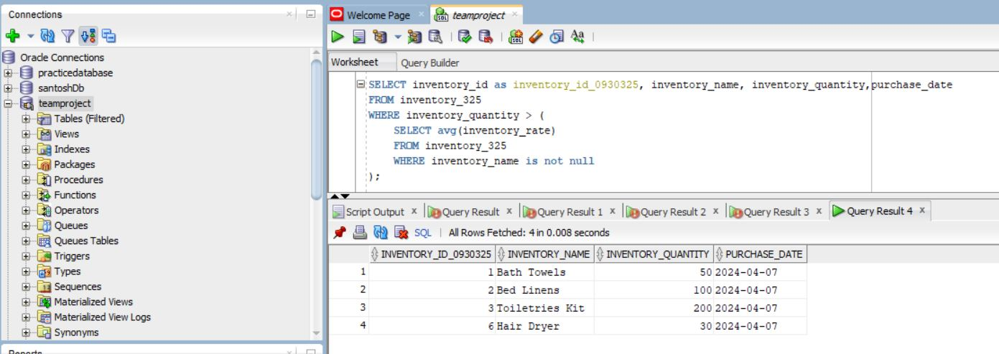 Connections
Welcome Page
teamproject
Oracle Connections
practicedatabase
santoshDb
teamproject
Tables (Filtered)
Views
Indexes
Packages
Procedures
Functions
Operators
Queues
Queues Tables
Triggers
Types
Sequences
Materialized Views
Materialized View Logs
Synonyms
Reports
Worksheet Query Builder
SELECT inventory_id as inventory_id_0930325, inventory_name, inventory_quantity,purchase_date
FROM inventory_325
WHERE inventory_quantity > (
SELECT avg(inventory_rate)
FROM inventory_325
WHERE inventory_name is not null
);
Script Output x Query Result x Query Result 1 x Query Result 2 x Query Result 3 x Query Result 4 x
SQL | All Rows Fetched: 4 in 0.008 seconds
INVENTORY_ID_0930325 INVENTORY_NAME INVENTORY_QUANTITY PURCHASE_DATE
1 1 Bath Towels 50 2024-04-07
2 2 Bed Linens 100 2024-04-07
3 3 Toiletries Kit 200 2024-04-07
4 6 Hair Dryer 30 2024-04-07